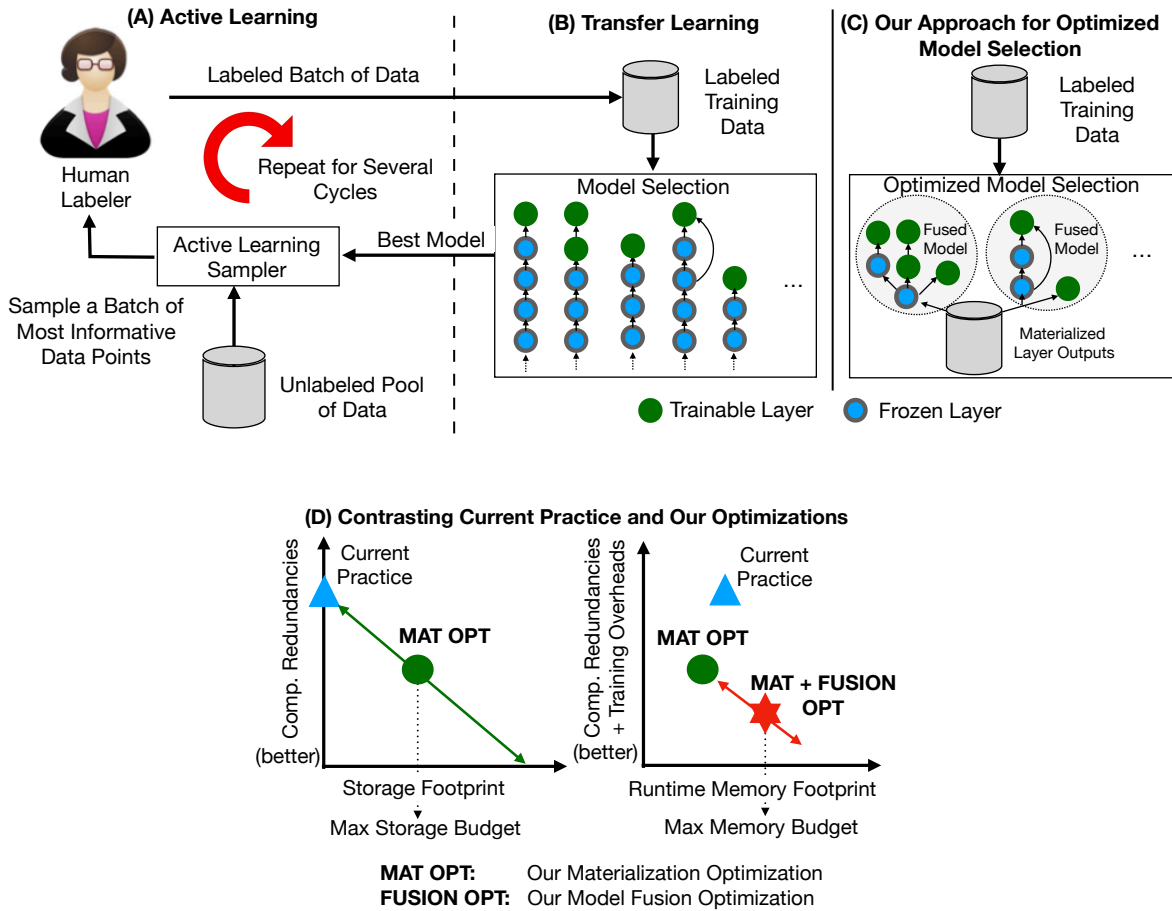 (A) Active Learning
Labeled Batch of Data
Repeat for Several
Cycles
Human
Labeler
Active Learning
Sampler
Best Model
Sample a Batch of
Most Informative
Data Points
Unlabeled Pool
of Data
(B) Transfer Learning
Labeled
Training
Data
Model Selection
...
(C) Our Approach for Optimized
Model Selection
Labeled
Training
Data
Optimized Model Selection
Fused
Model
Fused
Model
...
Materialized
Layer Outputs
Trainable Layer
Frozen Layer
(D) Contrasting Current Practice and Our Optimizations
Comp. Redundancies
(better)
Current
Practice
MAT OPT
Storage Footprint
Max Storage Budget
Comp. Redundancies
+ Training Overheads
(better)
Current
Practice
MAT OPT
MAT + FUSION
OPT
Runtime Memory Footprint
Max Memory Budget
MAT OPT: Our Materialization Optimization
FUSION OPT: Our Model Fusion Optimization